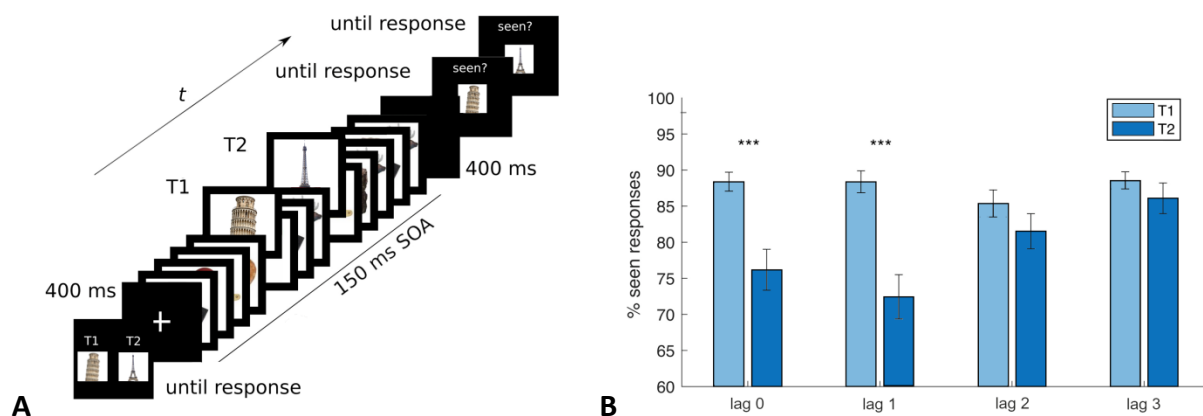 until response
seen?
until response
seen?
t
T2
T1
400 ms
150 ms SOA
400 ms
+
T1 T2
until response
A
100
95
90
85
80
75
70
65
60
% seen responses
*** ***
T1
T2
lag 0 lag 1 lag 2 lag 3
B